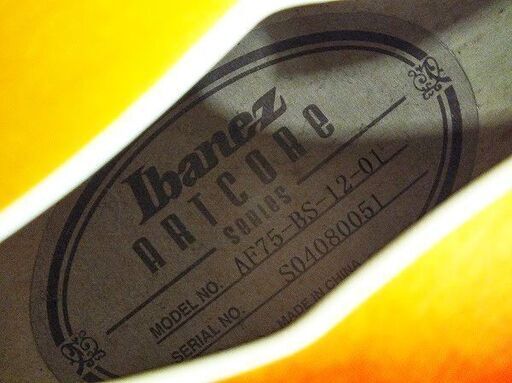 Ibanez
ARTCORE
series
MODEL NO. AF75-BS-12-01
SERIAL NO. S04080051
MADE IN CHINA